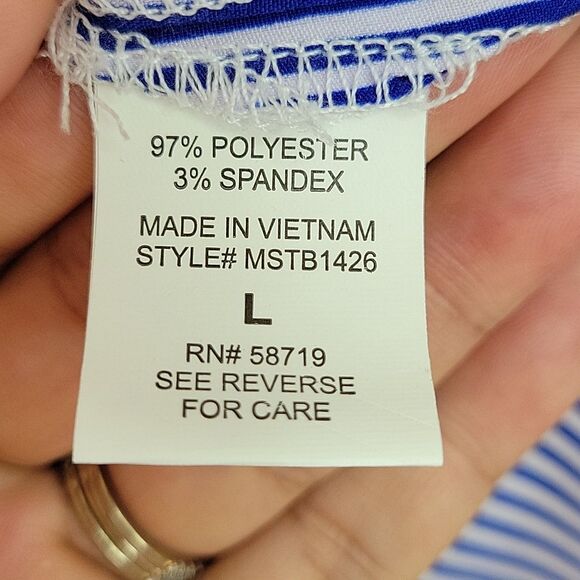 97% POLYESTER
3% SPANDEX
MADE IN VIETNAM
STYLE# MSTB1426
L
RN# 58719
SEE REVERSE
FOR CARE